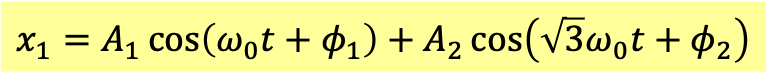 x₁ = A₁ cos(ω₀t + ϕ₁) + A₂ cos(√3ω₀t + ϕ₂)